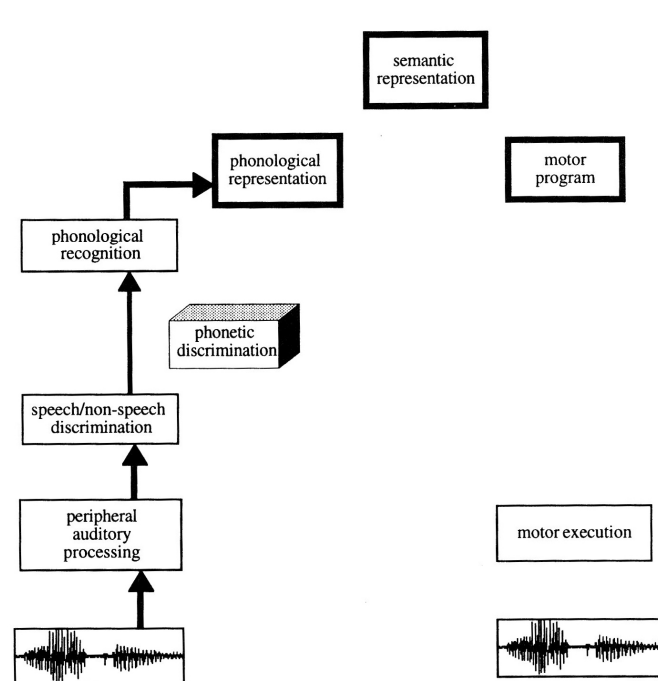 semantic
representation
phonological
representation
motor
program
phonological
recognition
phonetic
discrimination
speech/non-speech
discrimination
peripheral
auditory
processing
motor execution